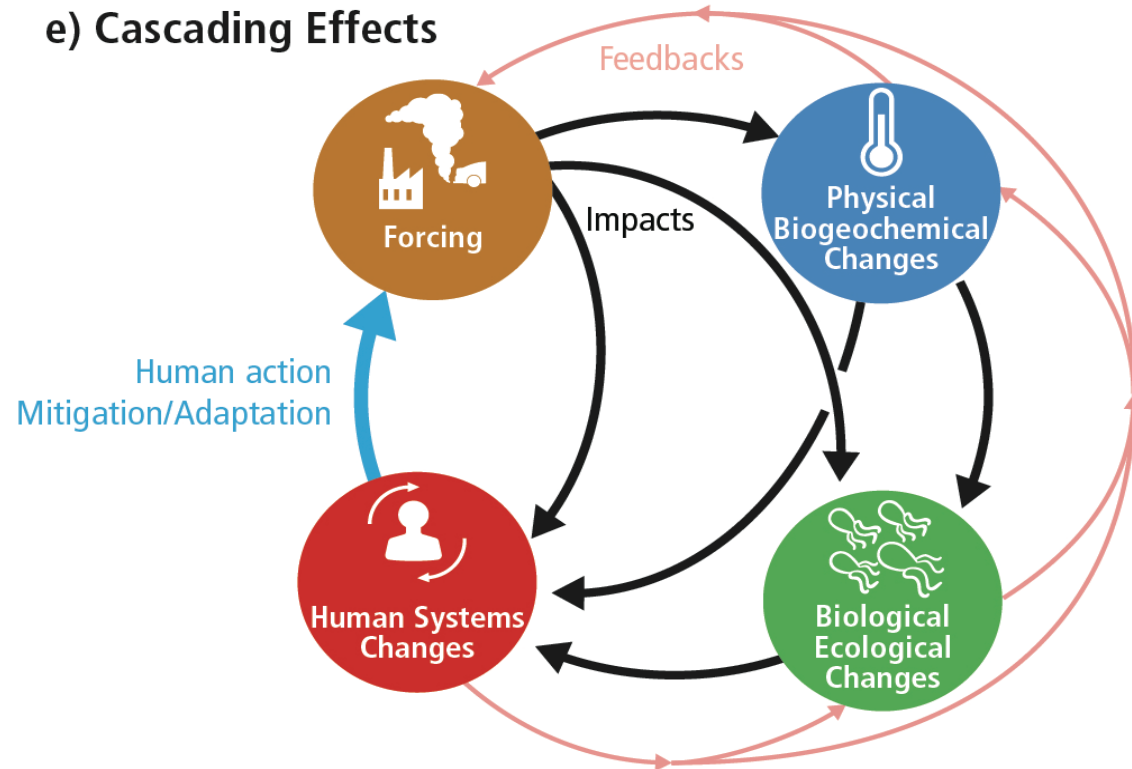 e) Cascading Effects
Feedbacks
Forcing
Impacts
Physical
Biogeochemical
Changes
Human action
Mitigation/Adaptation
Human Systems
Changes
Biological
Ecological
Changes